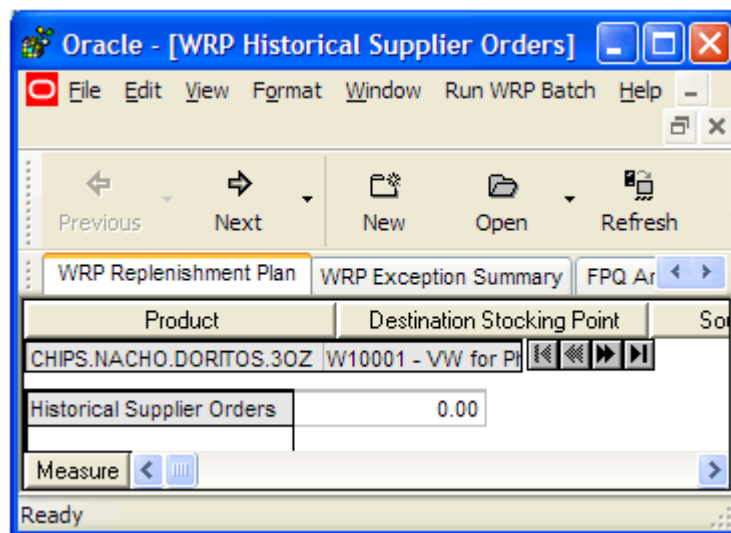 Oracle - [WRP Historical Supplier Orders]
File Edit View Format Window Run WRP Batch Help
Previous Next New Open Refresh
WRP Replenishment Plan WRP Exception Summary FPQ Ar
Product Destination Stocking Point Sou
CHIPS.NACHO.DORITOS.3OZ W10001 - VW for Ph
Historical Supplier Orders 0.00
Measure
Ready